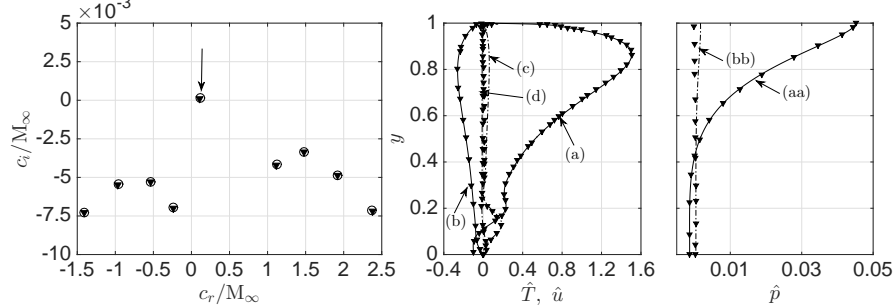 ×10⁻³
5
2.5
0
-2.5
-5
-7.5
-10
-1.5 -1 -0.5 0 0.5 1 1.5 2 2.5
c_i/M_∞
c_r/M_∞
1
0.8
0.6
0.4
0.2
0
-0.4 0 0.4 0.8 1.2 1.6
y
T̂, û
(c)
(d)
(a)
(b)
0.01 0.03 0.05
p̂
(bb)
(aa)